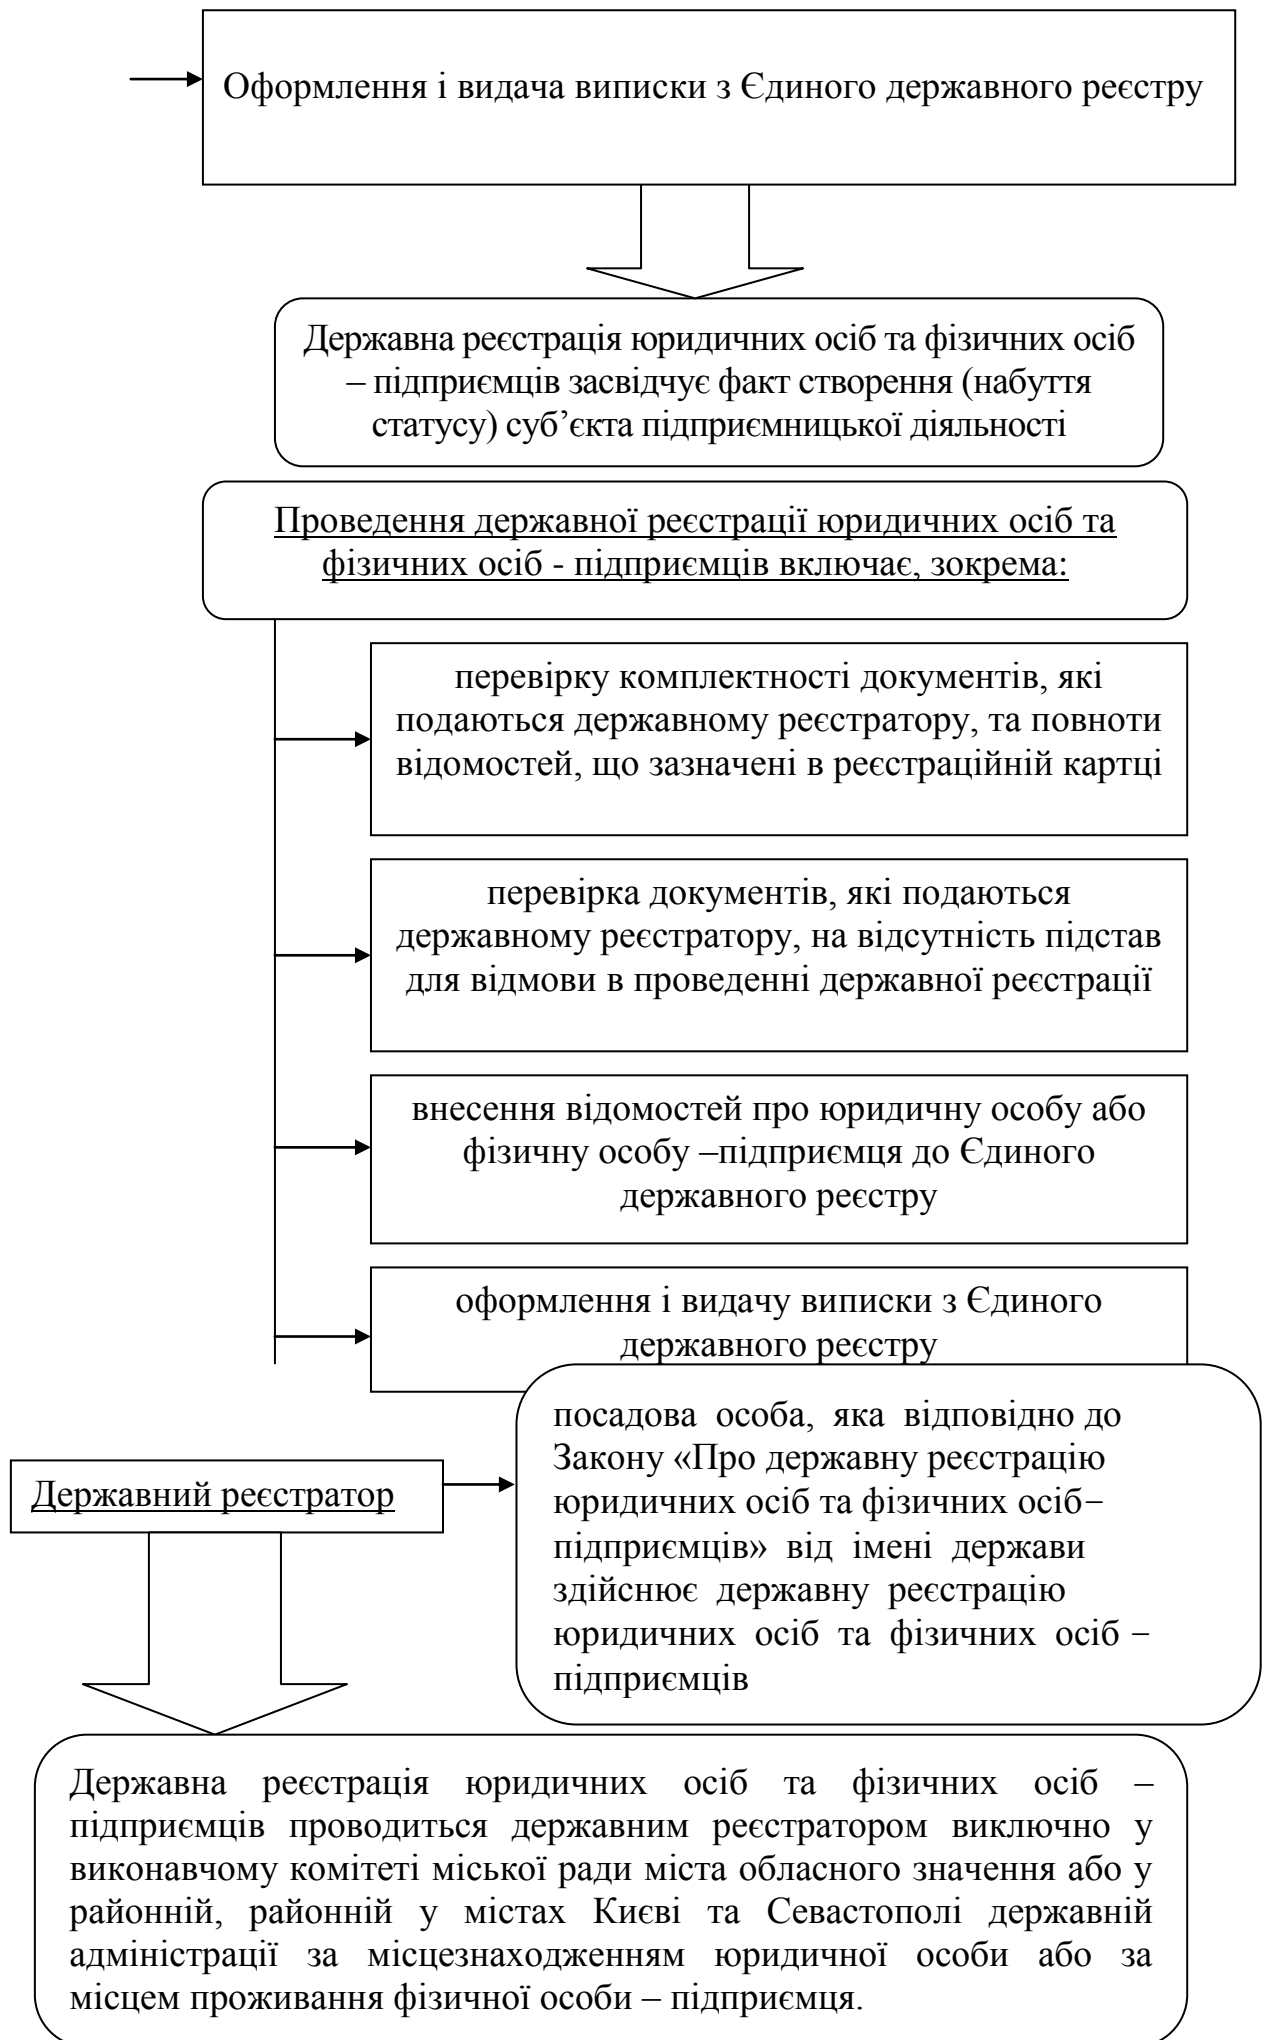 Оформлення і видача виписки з Єдиного державного реєстру
Державна реєстрація юридичних осіб та фізичних осіб
– підприємців засвідчує факт створення (набуття
статусу) суб’єкта підприємницької діяльності
Проведення державної реєстрації юридичних осіб та
фізичних осіб - підприємців включає, зокрема:
перевірку комплектності документів, які
подаються державному реєстратору, та повноти
відомостей, що зазначені в реєстраційній картці
перевірка документів, які подаються
державному реєстратору, на відсутність підстав
для відмови в проведенні державної реєстрації
внесення відомостей про юридичну особу або
фізичну особу –підприємця до Єдиного
державного реєстру
оформлення і видачу виписки з Єдиного
державного реєстру
Державний реєстратор
посадова особа, яка відповідно до
Закону «Про державну реєстрацію
юридичних осіб та фізичних осіб–
підприємців» від імені держави
здійснює державну реєстрацію
юридичних осіб та фізичних осіб –
підприємців
Державна реєстрація юридичних осіб та фізичних осіб –
підприємців проводиться державним реєстратором виключно у
виконавчому комітеті міської ради міста обласного значення або у
районній, районній у містах Києві та Севастополі державній
адміністрації за місцезнаходженням юридичної особи або за
місцем проживання фізичної особи – підприємця.